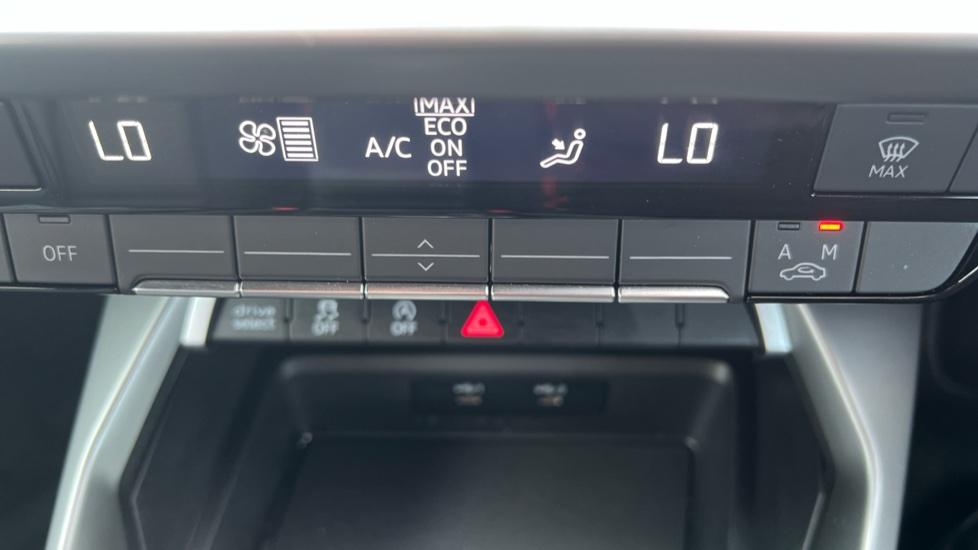 LO A/C MAX LO
ECO
ON
OFF
MAX
OFF A M
drive select OFF OFF